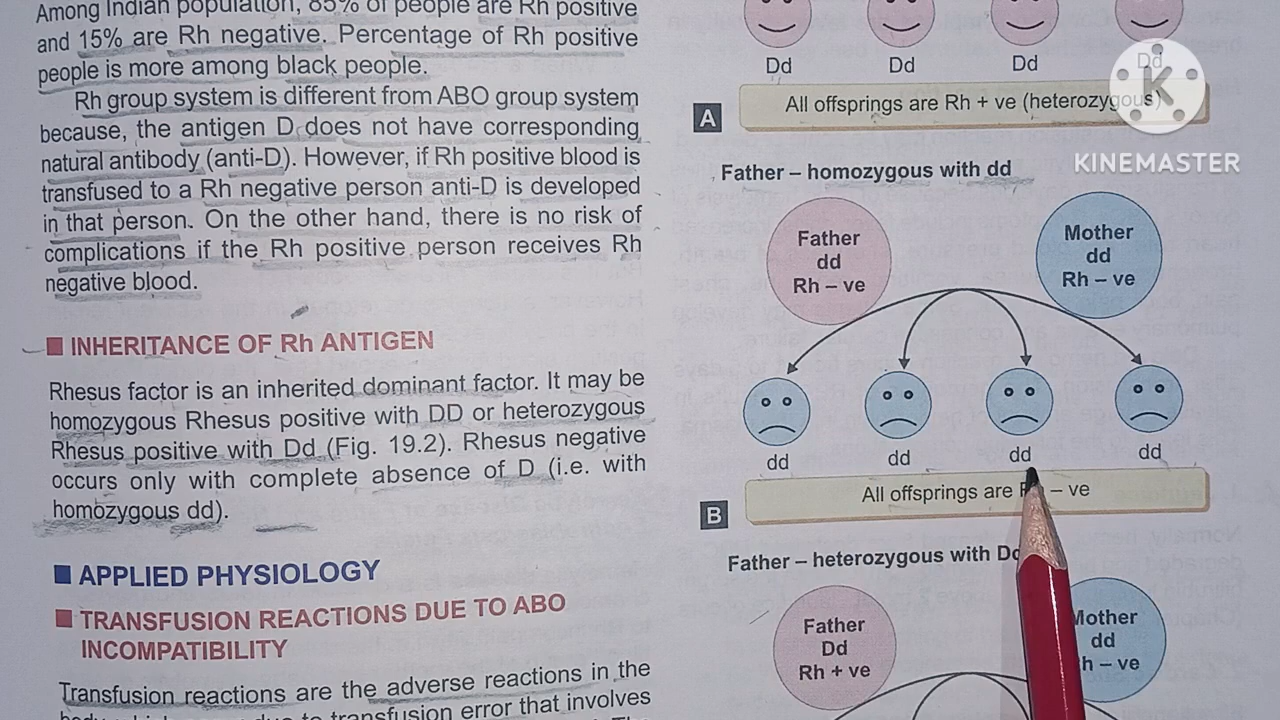 Among Indian population, 85% of people are Rh positive
and 15% are Rh negative. Percentage of Rh positive
people is more among black people.
Rh group system is different from ABO group system
because, the antigen D does not have corresponding
natural antibody (anti-D). However, if Rh positive blood is
transfused to a Rh negative person anti-D is developed
in that person. On the other hand, there is no risk of
complications if the Rh positive person receives Rh
negative blood.
INHERITANCE OF Rh ANTIGEN
Rhesus factor is an inherited dominant factor. It may be
homozygous Rhesus positive with DD or heterozygous
Rhesus positive with Dd (Fig. 19.2). Rhesus negative
occurs only with complete absence of D (i.e. with
homozygous dd).
APPLIED PHYSIOLOGY
TRANSFUSION REACTIONS DUE TO ABO
INCOMPATIBILITY
Transfusion reactions are the adverse reactions in the
transfusion error that involves
Dd Dd Dd Dd
A All offsprings are Rh + ve (heterozygous)
K
KINEMASTER
Father – homozygous with dd
Father
dd
Rh – ve
Mother
dd
Rh – ve
dd dd dd dd
B All offsprings are – ve
Father – heterozygous with Dd
Father
Dd
Rh + ve
Mother
dd
Rh – ve